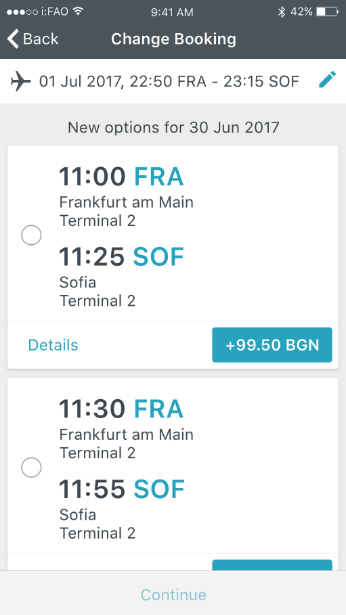 i:FAO 9:41 AM 42%
Back Change Booking
01 Jul 2017, 22:50 FRA - 23:15 SOF
New options for 30 Jun 2017
11:00 FRA
Frankfurt am Main
Terminal 2
11:25 SOF
Sofia
Terminal 2
Details +99.50 BGN
11:30 FRA
Frankfurt am Main
Terminal 2
11:55 SOF
Sofia
Terminal 2
Continue